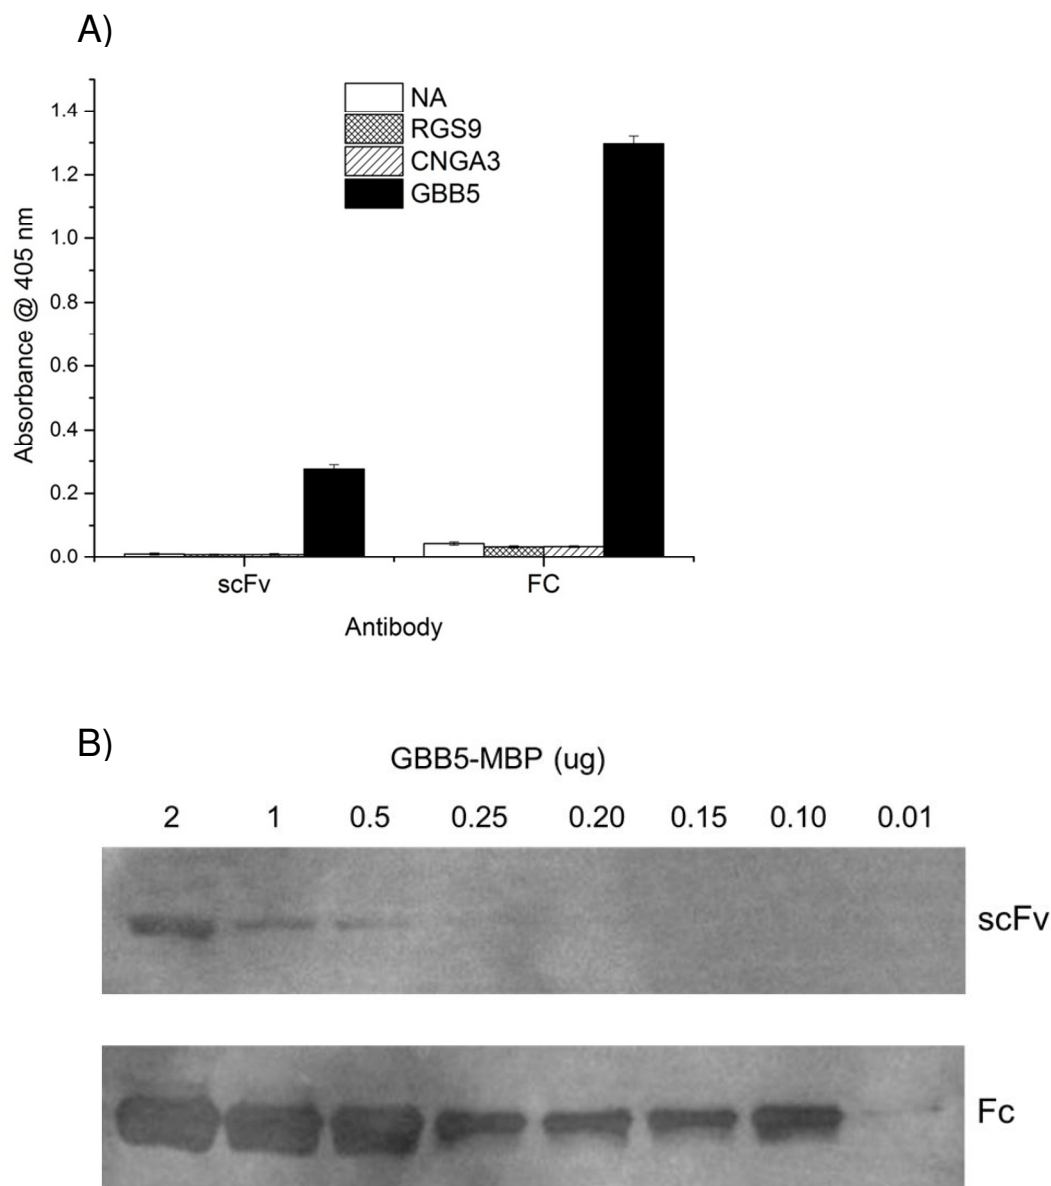 A)
NA
RGS9
CNGA3
GBB5
1.4
1.2
1.0
0.8
0.6
0.4
0.2
0.0
Absorbance @ 405 nm
scFv FC
Antibody
B)
GBB5-MBP (ug)
2 1 0.5 0.25 0.20 0.15 0.10 0.01
scFv
Fc